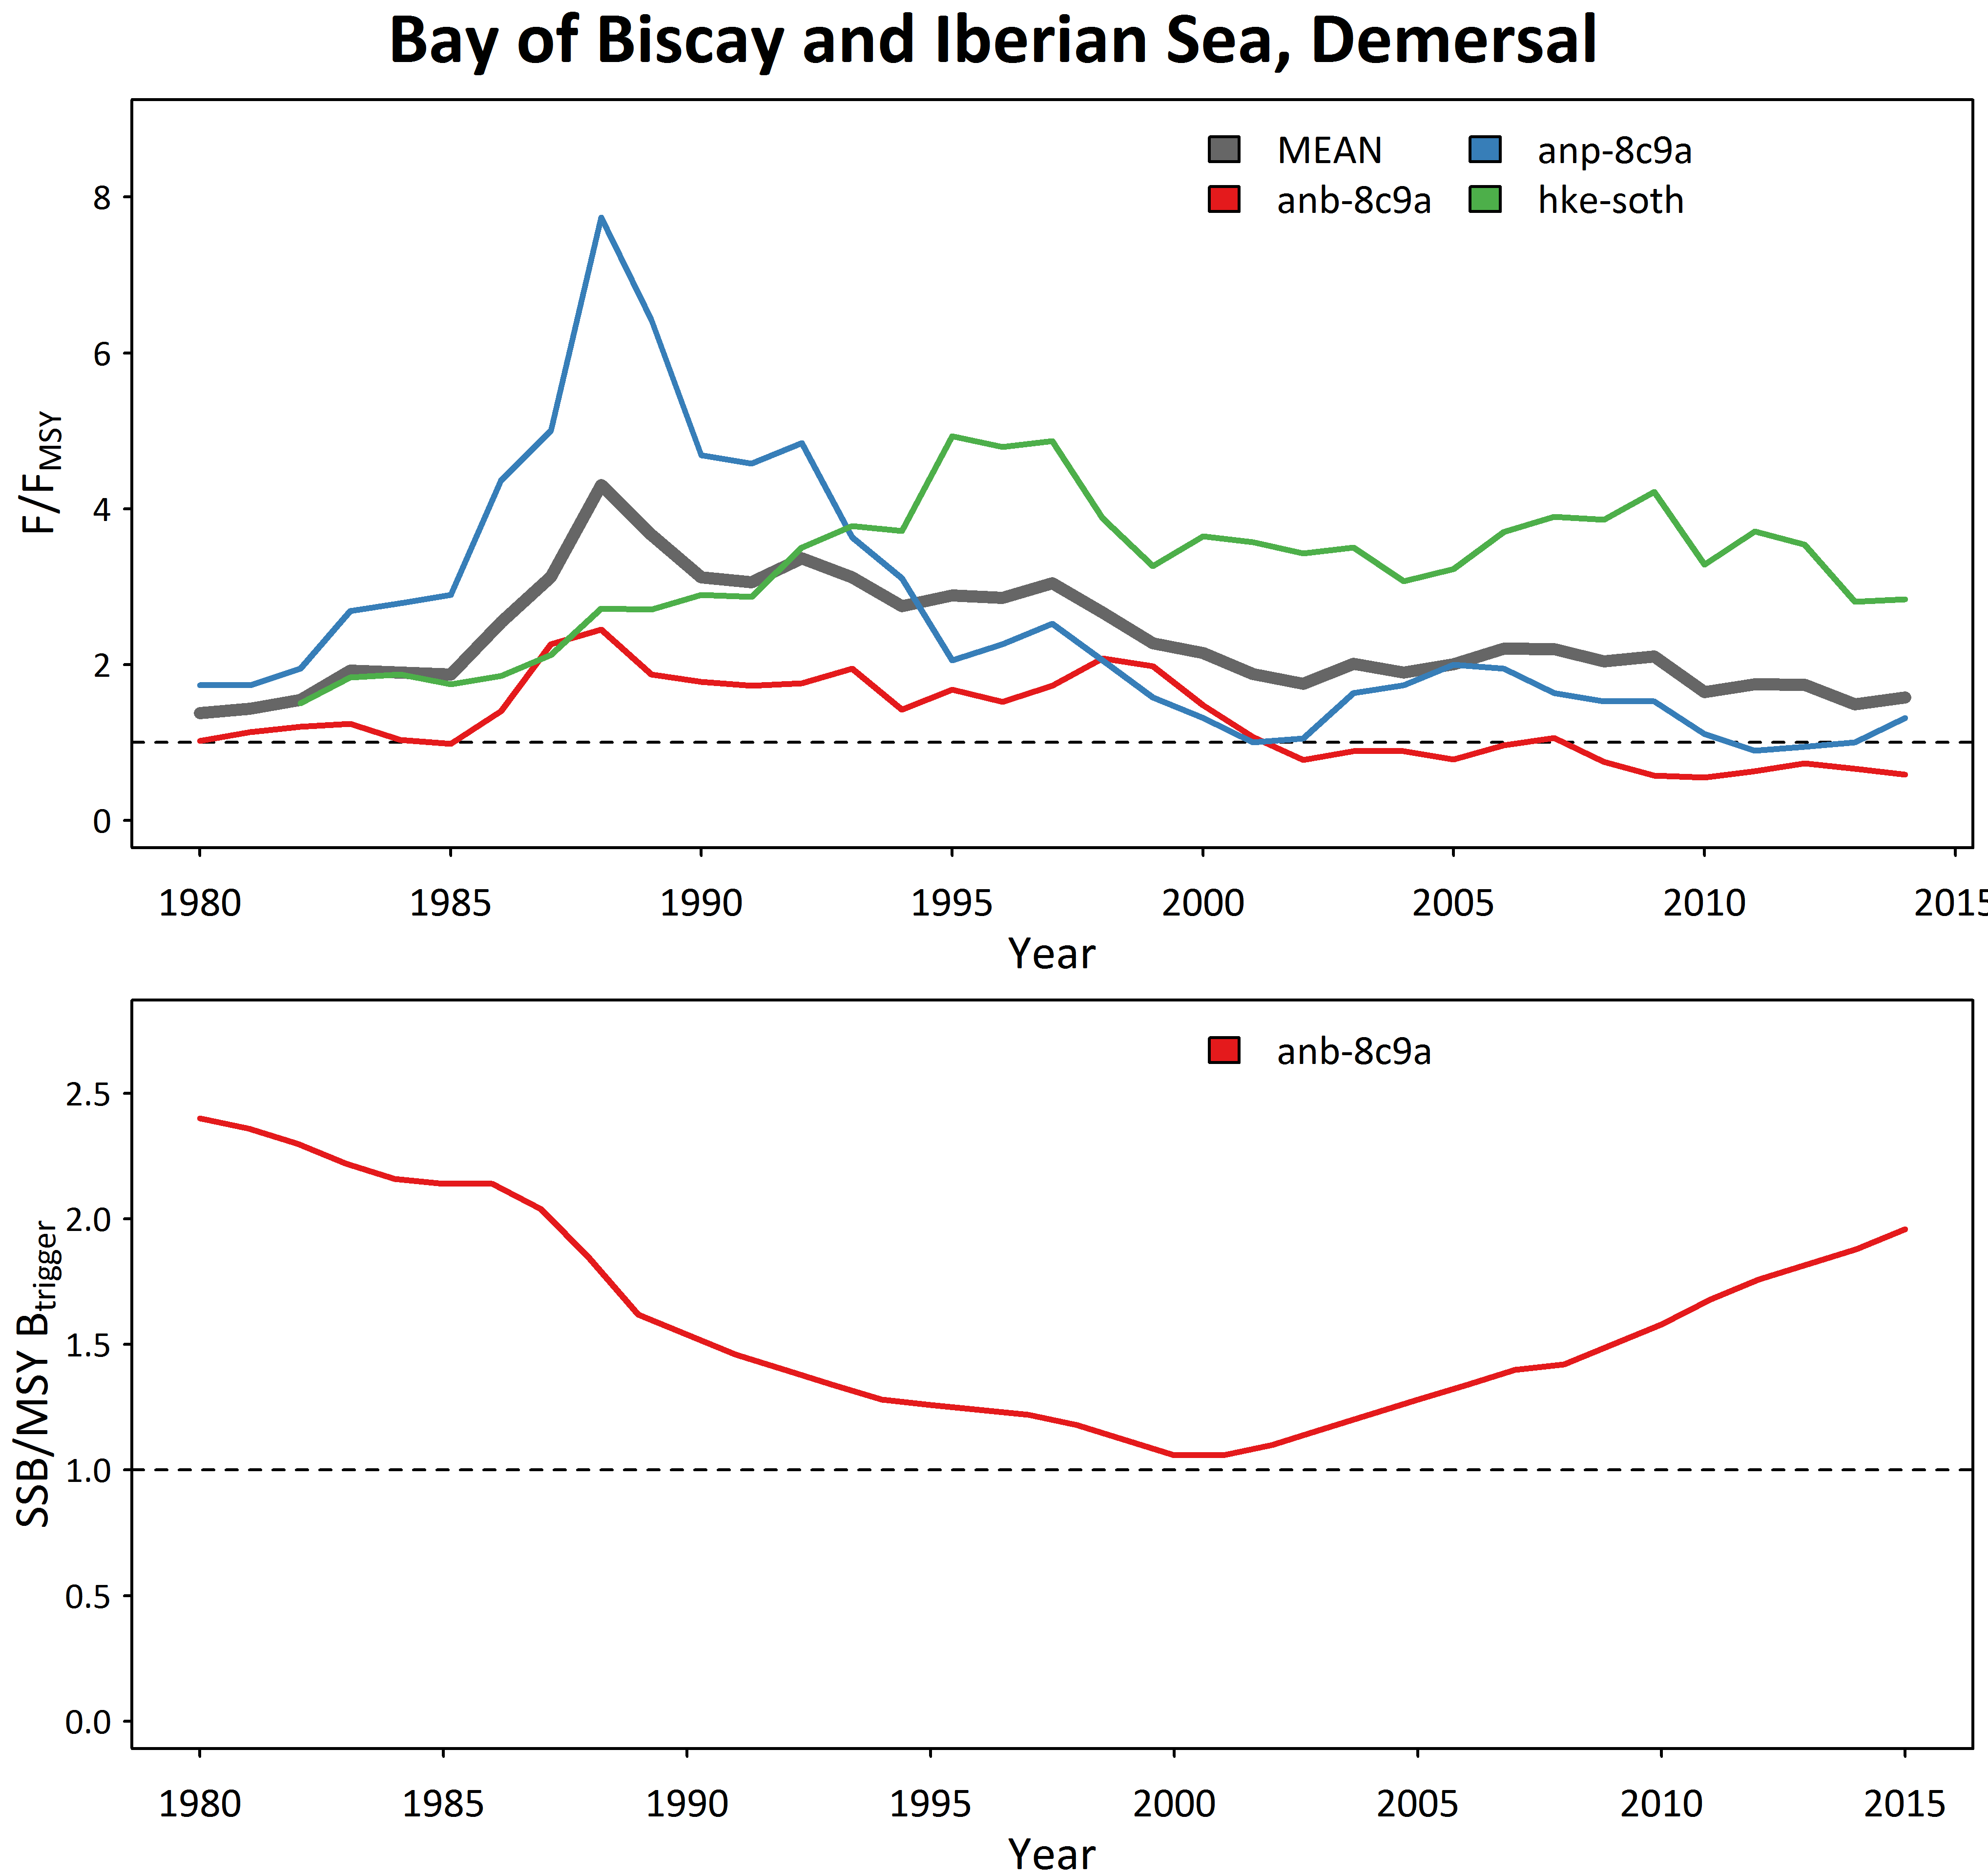 Bay of Biscay and Iberian Sea, Demersal
MEAN
anp-8c9a
anb-8c9a
hke-soth
8
6
4
2
0
F/FMSY
1980
1985
1990
1995
2000
2005
2010
2015
Year
anb-8c9a
2.5
2.0
1.5
1.0
0.5
0.0
SSB/MSY Btrigger
1980
1985
1990
1995
2000
2005
2010
2015
Year